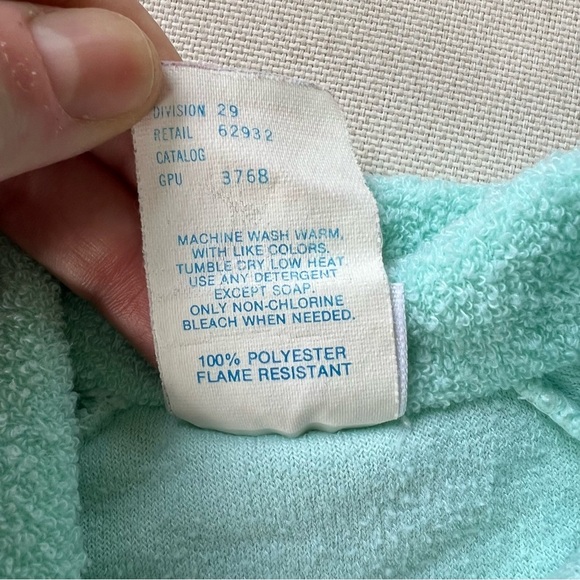 DIVISION 29
RETAIL 62932
CATALOG
GPU 3768
MACHINE WASH WARM,
WITH LIKE COLORS.
TUMBLE CRY LOW HEAT.
USE ANY DETERGENT
EXCEPT SOAP.
ONLY NON-CHLORINE
BLEACH WHEN NEEDED.
100% POLYESTER
FLAME RESISTANT